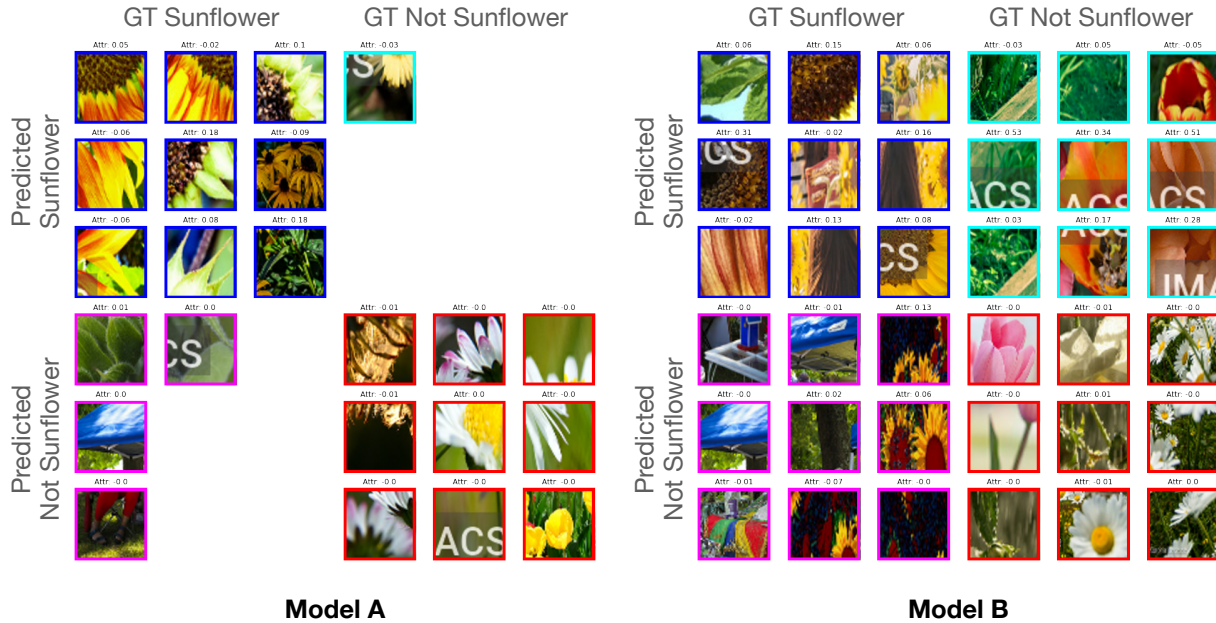 GT Sunflower GT Not Sunflower GT Sunflower GT Not Sunflower
Attr: 0.05 Attr: -0.02 Attr: 0.1 Attr: -0.03 Attr: 0.06 Attr: 0.15 Attr: 0.06 Attr: -0.03 Attr: 0.05 Attr: -0.05
CS
Predicted Sunflower
Predicted Sunflower
Attr: -0.06 Attr: 0.18 Attr: -0.09 Attr: 0.31 Attr: -0.02 Attr: 0.16 Attr: 0.53 Attr: 0.34 Attr: 0.51
ACS ACS ACS ACS
Attr: -0.06 Attr: 0.08 Attr: 0.18 Attr: -0.02 Attr: 0.13 Attr: 0.08 Attr: 0.03 Attr: 0.17 Attr: 0.28
CS ACS IMA
Attr: 0.01 Attr: 0.0 Attr: -0.01 Attr: -0.0 Attr: -0.0 Attr: -0.0 Attr: -0.01 Attr: 0.13 Attr: -0.0 Attr: -0.01 Attr: -0.0
CS
Predicted Not Sunflower
Predicted Not Sunflower
Attr: 0.0 Attr: -0.01 Attr: -0.0 Attr: -0.0 Attr: -0.0 Attr: 0.02 Attr: 0.06 Attr: -0.0 Attr: 0.01 Attr: -0.0
Attr: -0.0 Attr: -0.0 Attr: -0.0 Attr: -0.0 Attr: -0.01 Attr: -0.07 Attr: -0.0 Attr: -0.0 Attr: -0.01 Attr: 0.0
ACS
Model A Model B